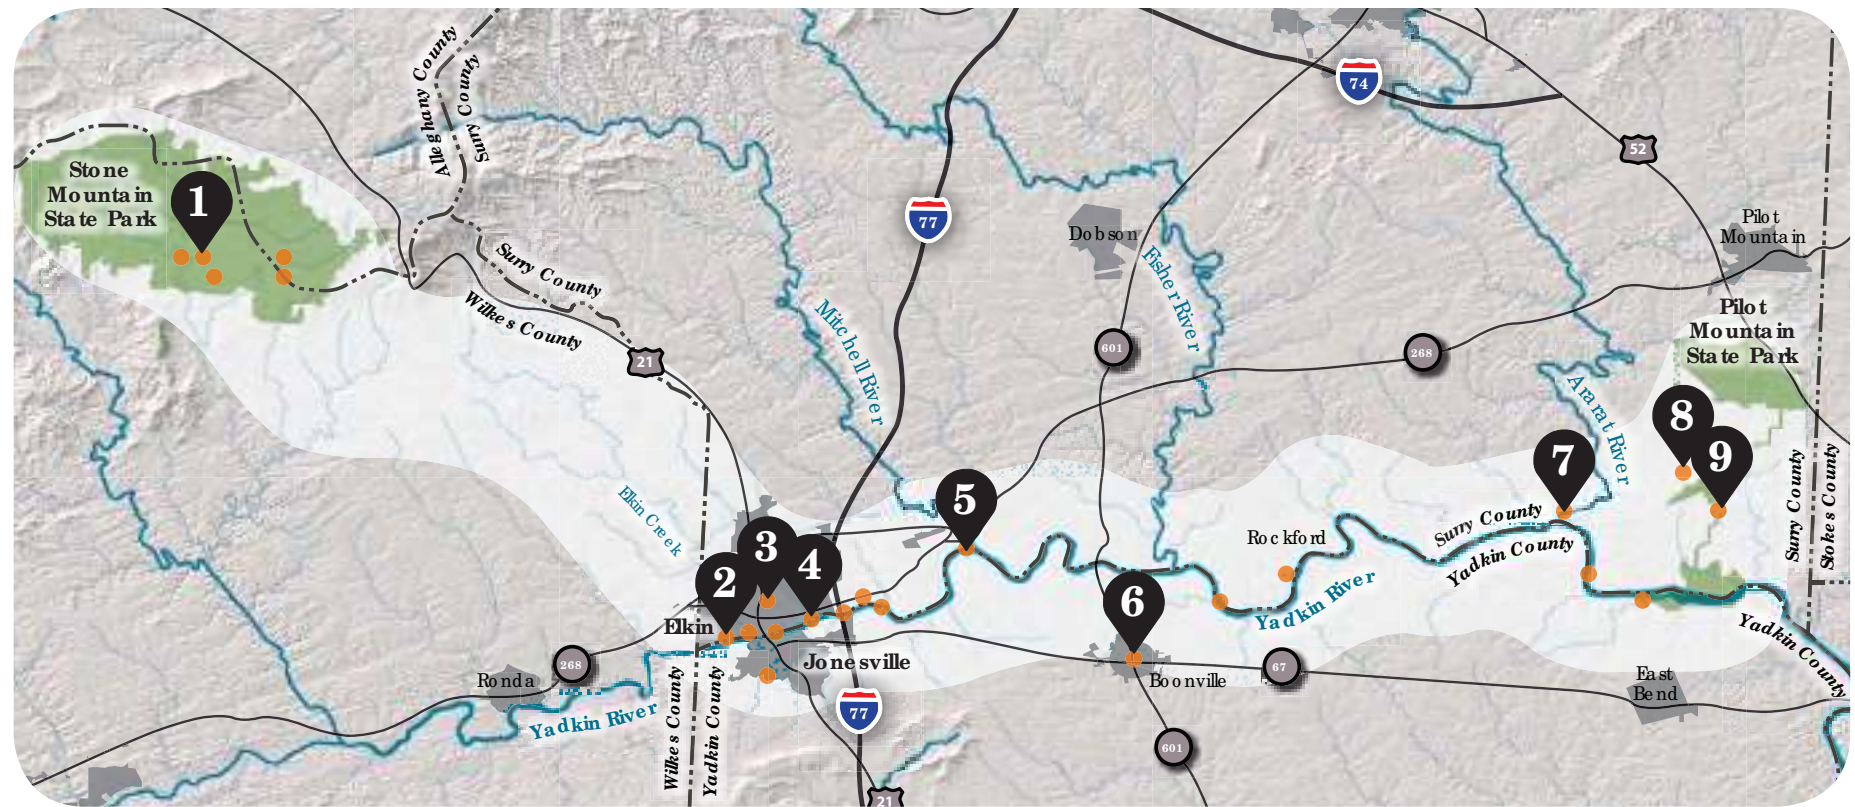 Alleghany County
Surry County
74
52
Stone
Mountain
State Park
1
77
Dobson
Pilot
Mountain
Surry County
Wilkes County
Fisher River
Mitchell River
Pilot
Mountain
State Park
21
601
268
Ararat River
8
9
7
5
Elkin Creek
Surry County
Yadkin County
Rockford
Surry County
Stokes County
3
4
2
6
Yadkin River
Elkin
Jonesville
268
Ronda
Boonville
67
East
Bend
Yadkin County
Yadkin River
Wilkes County
Yadkin County
77
601
21